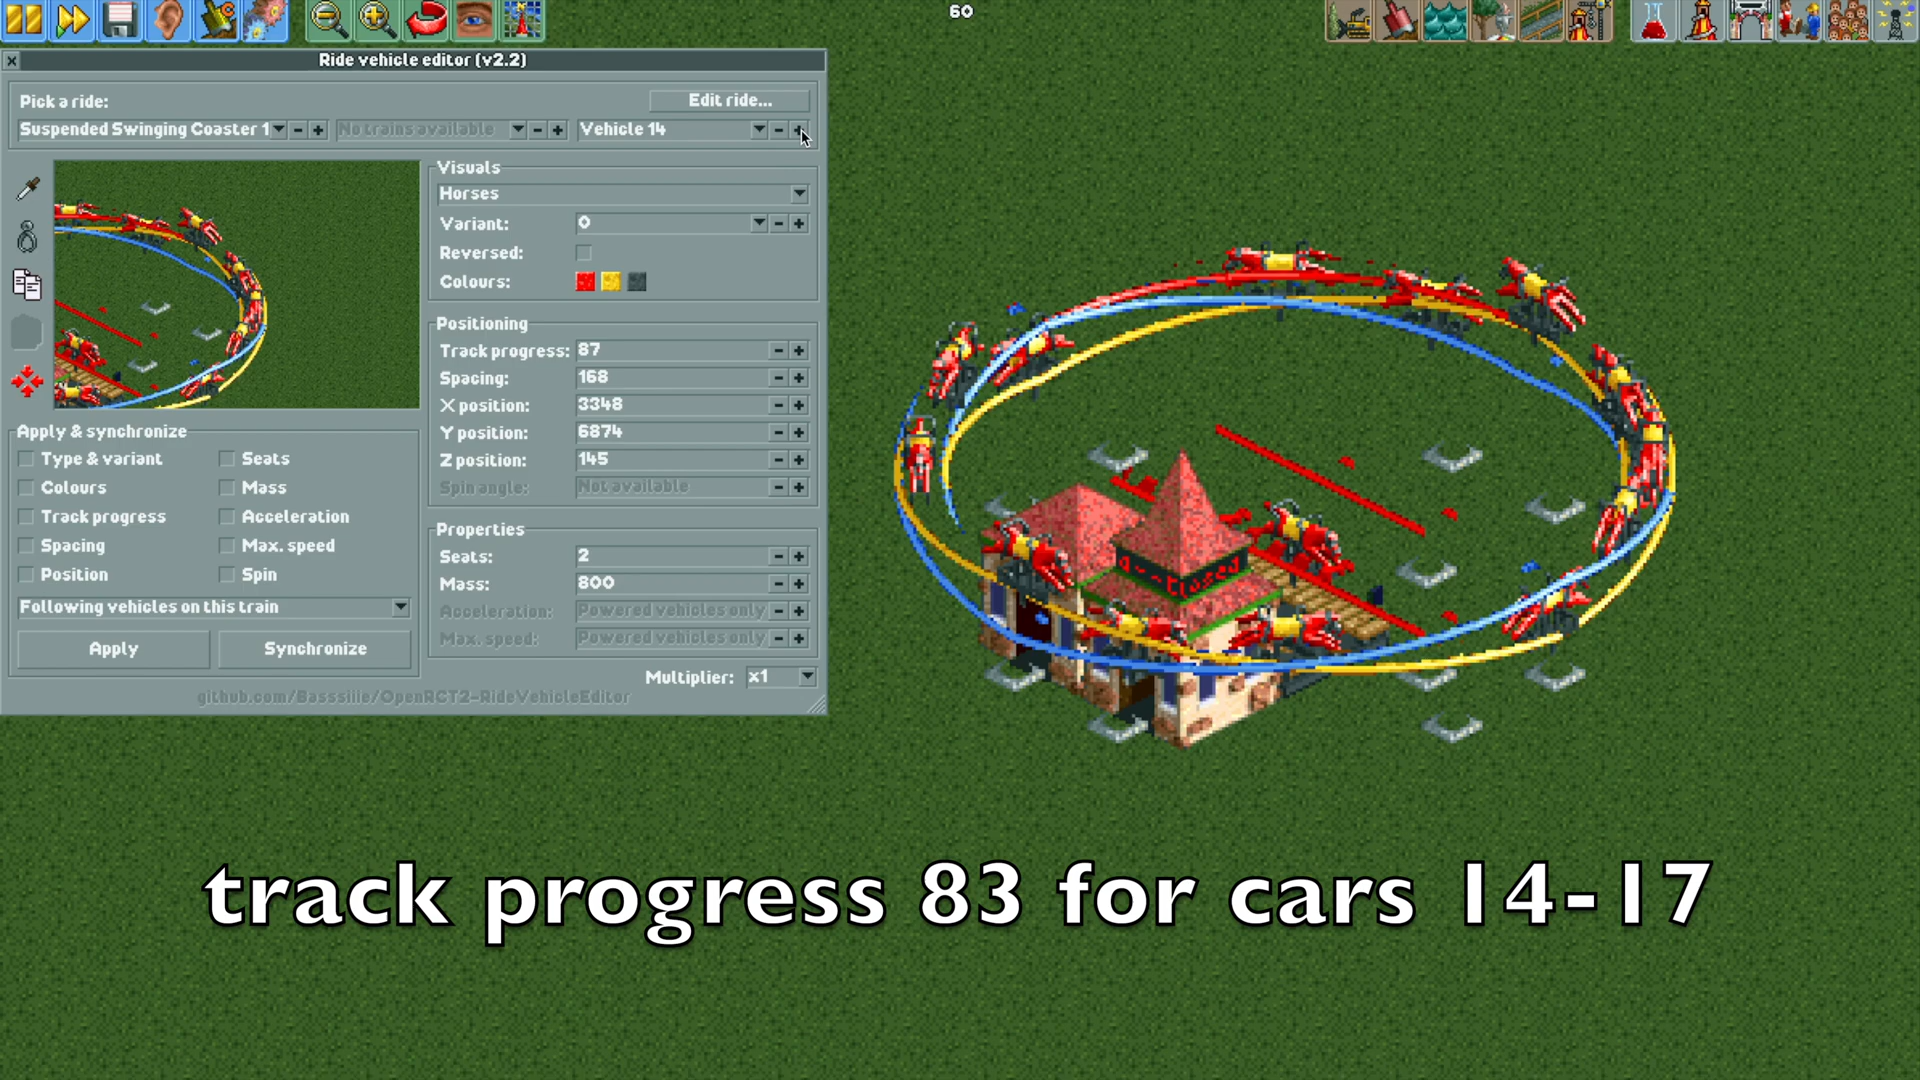 60
Ride vehicle editor (v2.2)
Pick a ride:
Edit ride...
Suspended Swinging Coaster 1
No trains available
Vehicle 14
Visuals
Horses
Variant: 0
Reversed:
Colours:
Positioning
Track progress: 87
Spacing: 168
X position: 3348
Y position: 6874
Z position: 145
Spin angle: Not available
Apply & synchronize
Type & variant
Seats
Colours
Mass
Track progress
Acceleration
Spacing
Max. speed
Position
Spin
Following vehicles on this train
Apply
Synchronize
Properties
Seats: 2
Mass: 800
Acceleration: Powered vehicles only
Max. speed: Powered vehicles only
Multiplier: x1
github.com/Basssiiie/OpenRCT2-RideVehicleEditor
track progress 83 for cars 14-17